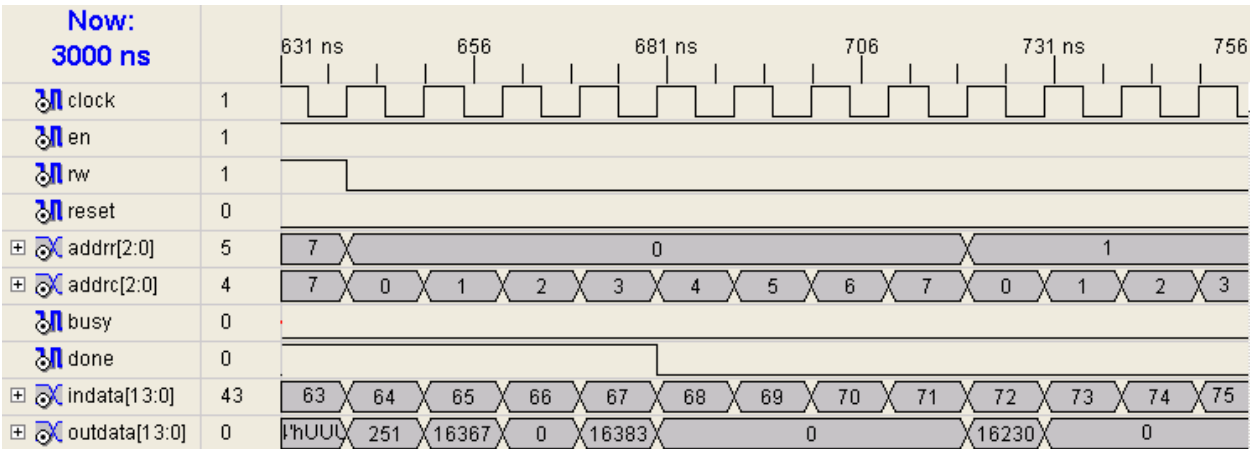 Now:
3000 ns
631 ns 656 681 ns 706 731 ns 756
clock 1
en 1
rw 1
reset 0
addrr[2:0] 5 7 0 1
addrc[2:0] 4 7 0 1 2 3 4 5 6 7 0 1 2 3
busy 0
done 0
indata[13:0] 43 63 64 65 66 67 68 69 70 71 72 73 74 75
outdata[13:0] 0 251 16367 0 16383 0 16230 0